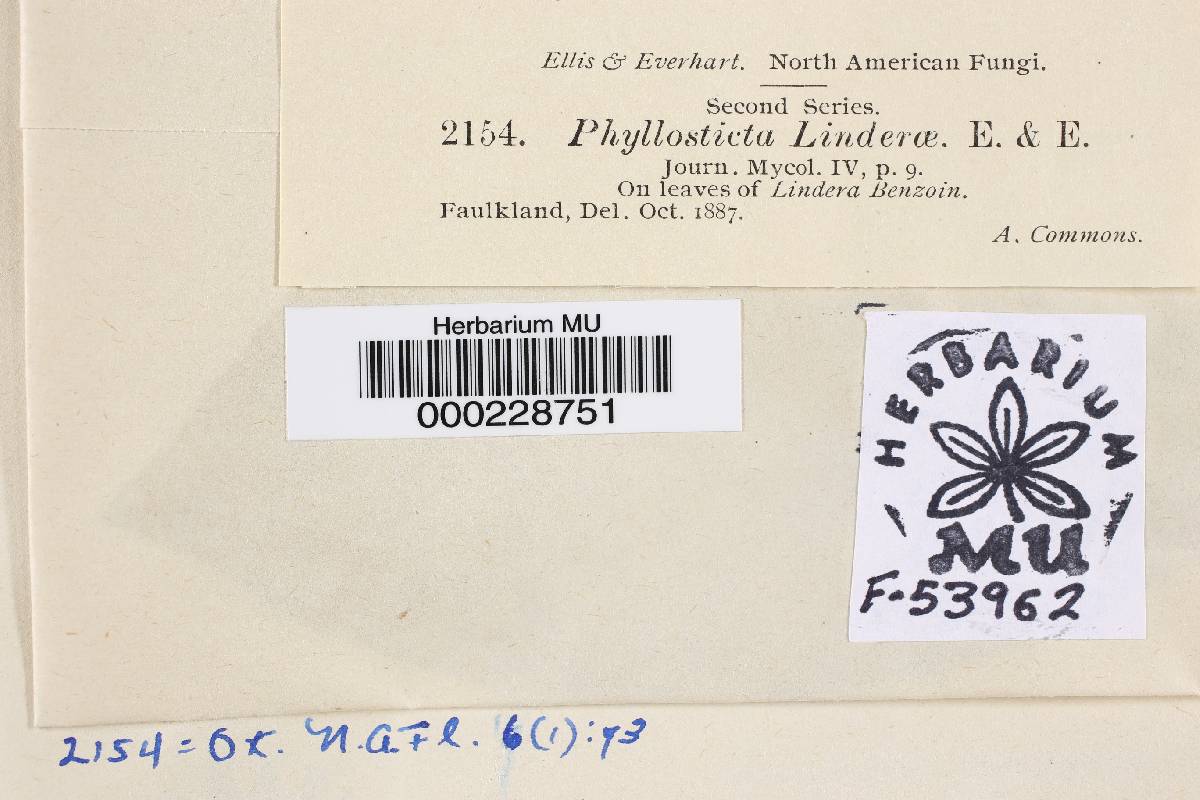 Ellis & Everhart. North American Fungi.
Second Series.
2154. Phyllosticta Linderæ. E. & E.
Journ. Mycol. IV, p. 9.
On leaves of Lindera Benzoin.
Faulkland, Del. Oct. 1887.
A. Commons.
Herbarium MU
000228751
HERBARIUM
MU
F-53962
2154 = OK. N.A.Fl. 6(1):73